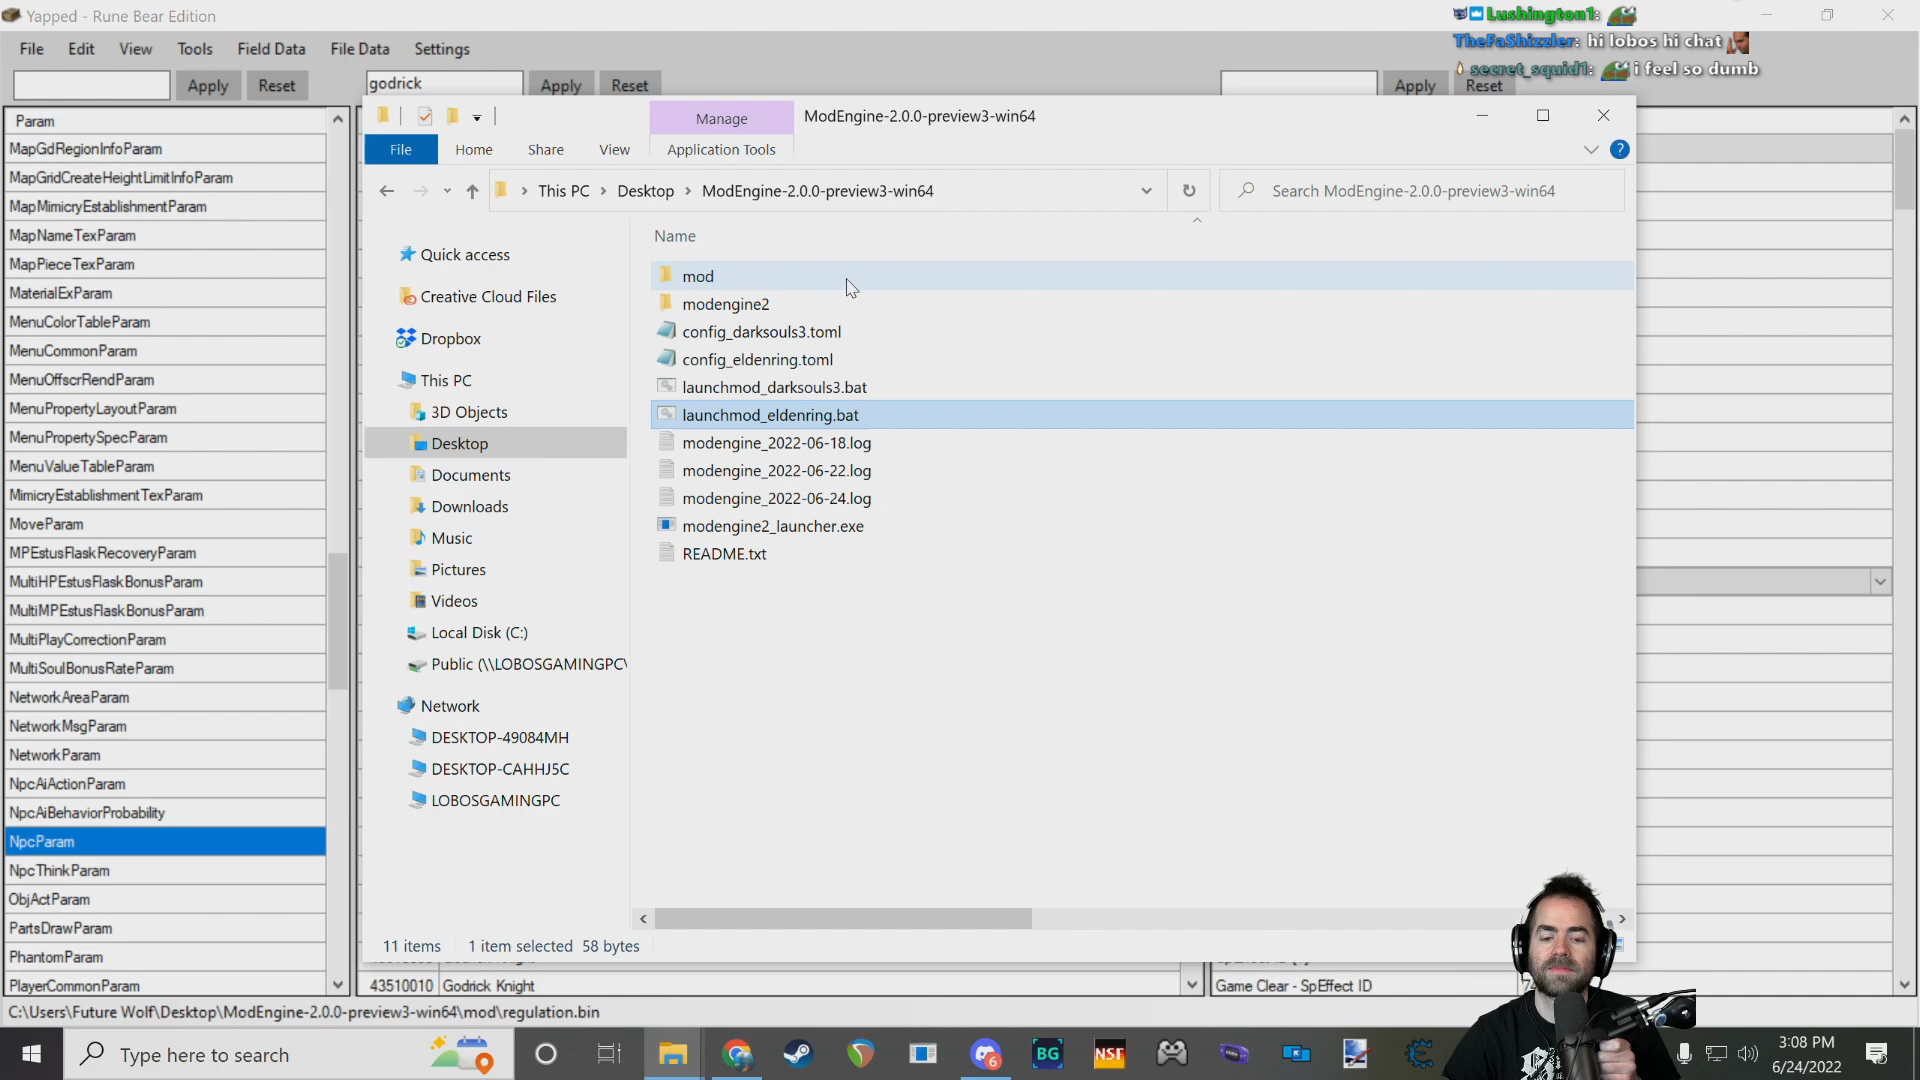 Yapped - Rune Bear Edition
Lushington1:
File Edit View Tools Field Data File Data Settings
TheFaShizzler: hi lobos hi chat
secret_squid1: i feel so dumb
Apply Reset godrick Apply Reset Apply Reset
Manage ModEngine-2.0.0-preview3-win64
File Home Share View Application Tools
This PC Desktop ModEngine-2.0.0-preview3-win64
Search ModEngine-2.0.0-preview3-win64
Param
MapGdRegionInfoParam
MapGridCreateHeightLimitInfoParam
MapMimicryEstablishmentParam
MapNameTexParam
MapPieceTexParam
MaterialExParam
MenuColorTableParam
MenuCommonParam
MenuOffscrRendParam
MenuPropertyLayoutParam
MenuPropertySpecParam
MenuValueTableParam
MimicryEstablishmentTexParam
MoveParam
MPEstusFlaskRecoveryParam
MultiHPEstusFlaskBonusParam
MultiMPEstusFlaskBonusParam
MultiPlayCorrectionParam
MultiSoulBonusRateParam
NetworkAreaParam
NetworkMsgParam
NetworkParam
NpcAiActionParam
NpcAiBehaviorProbability
NpcParam
NpcThinkParam
ObjActParam
PartsDrawParam
PhantomParam
PlayerCommonParam
Quick access
Creative Cloud Files
Dropbox
This PC
3D Objects
Desktop
Documents
Downloads
Music
Pictures
Videos
Local Disk (C:)
Public (\\LOBOSGAMINGPC\
Network
DESKTOP-49084MH
DESKTOP-CAHHJ5C
LOBOSGAMINGPC
Name
mod
modengine2
config_darksouls3.toml
config_eldenring.toml
launchmod_darksouls3.bat
launchmod_eldenring.bat
modengine_2022-06-18.log
modengine_2022-06-22.log
modengine_2022-06-24.log
modengine2_launcher.exe
README.txt
11 items 1 item selected 58 bytes
43510010 Godrick Knight
Game Clear - SpEffect ID
C:\Users\Future Wolf\Desktop\ModEngine-2.0.0-preview3-win64\mod\regulation.bin
Type here to search
6
BG
NSF
3:08 PM
6/24/2022